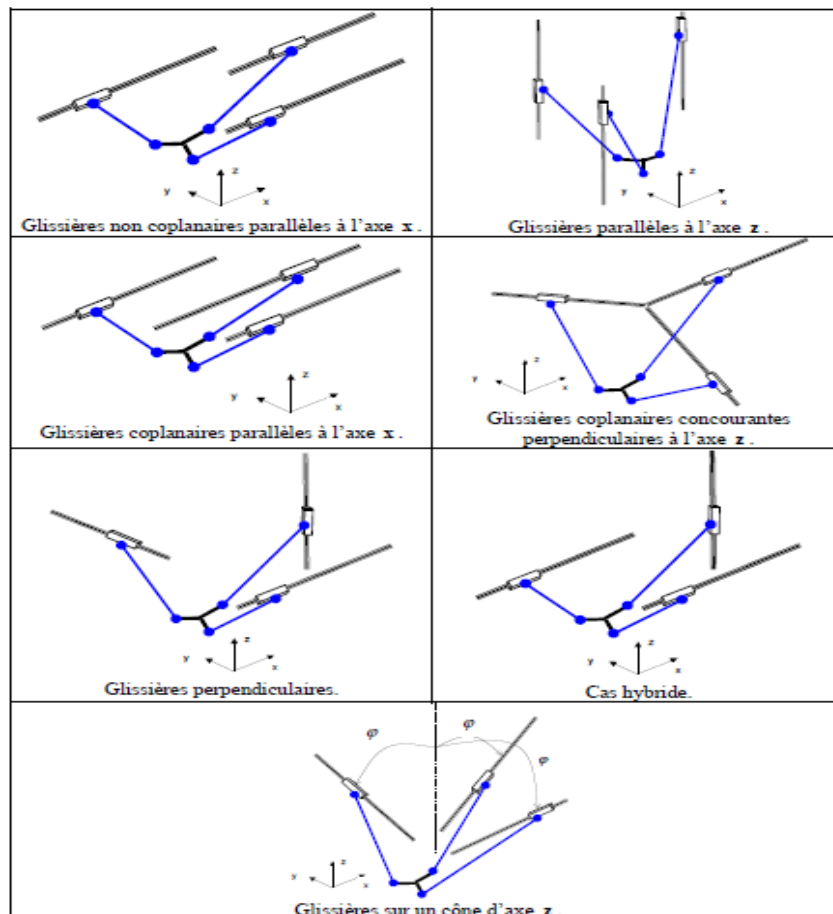 z
y
x
Glissières non coplanaires parallèles à l'axe x .
z
y
x
Glissières parallèles à l'axe z .
z
y
x
Glissières coplanaires parallèles à l'axe x .
z
y
x
Glissières coplanaires concourantes
perpendiculaires à l'axe z .
z
y
x
Glissières perpendiculaires.
z
y
x
Cas hybride.
φ
φ
φ
z
y
x
Glissières sur un cône d'axe z .